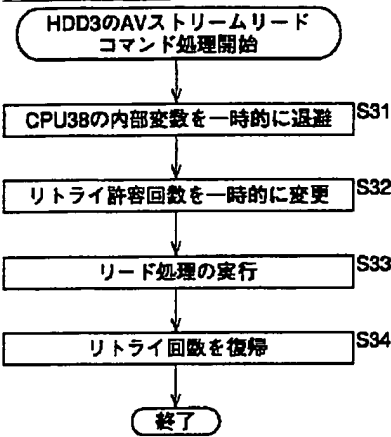 HDD3のAVストリームリード
コマンド処理開始
CPU38の内部変数を一時的に退避
S31
リトライ許容回数を一時的に変更
S32
リード処理の実行
S33
リトライ回数を復帰
S34
終了